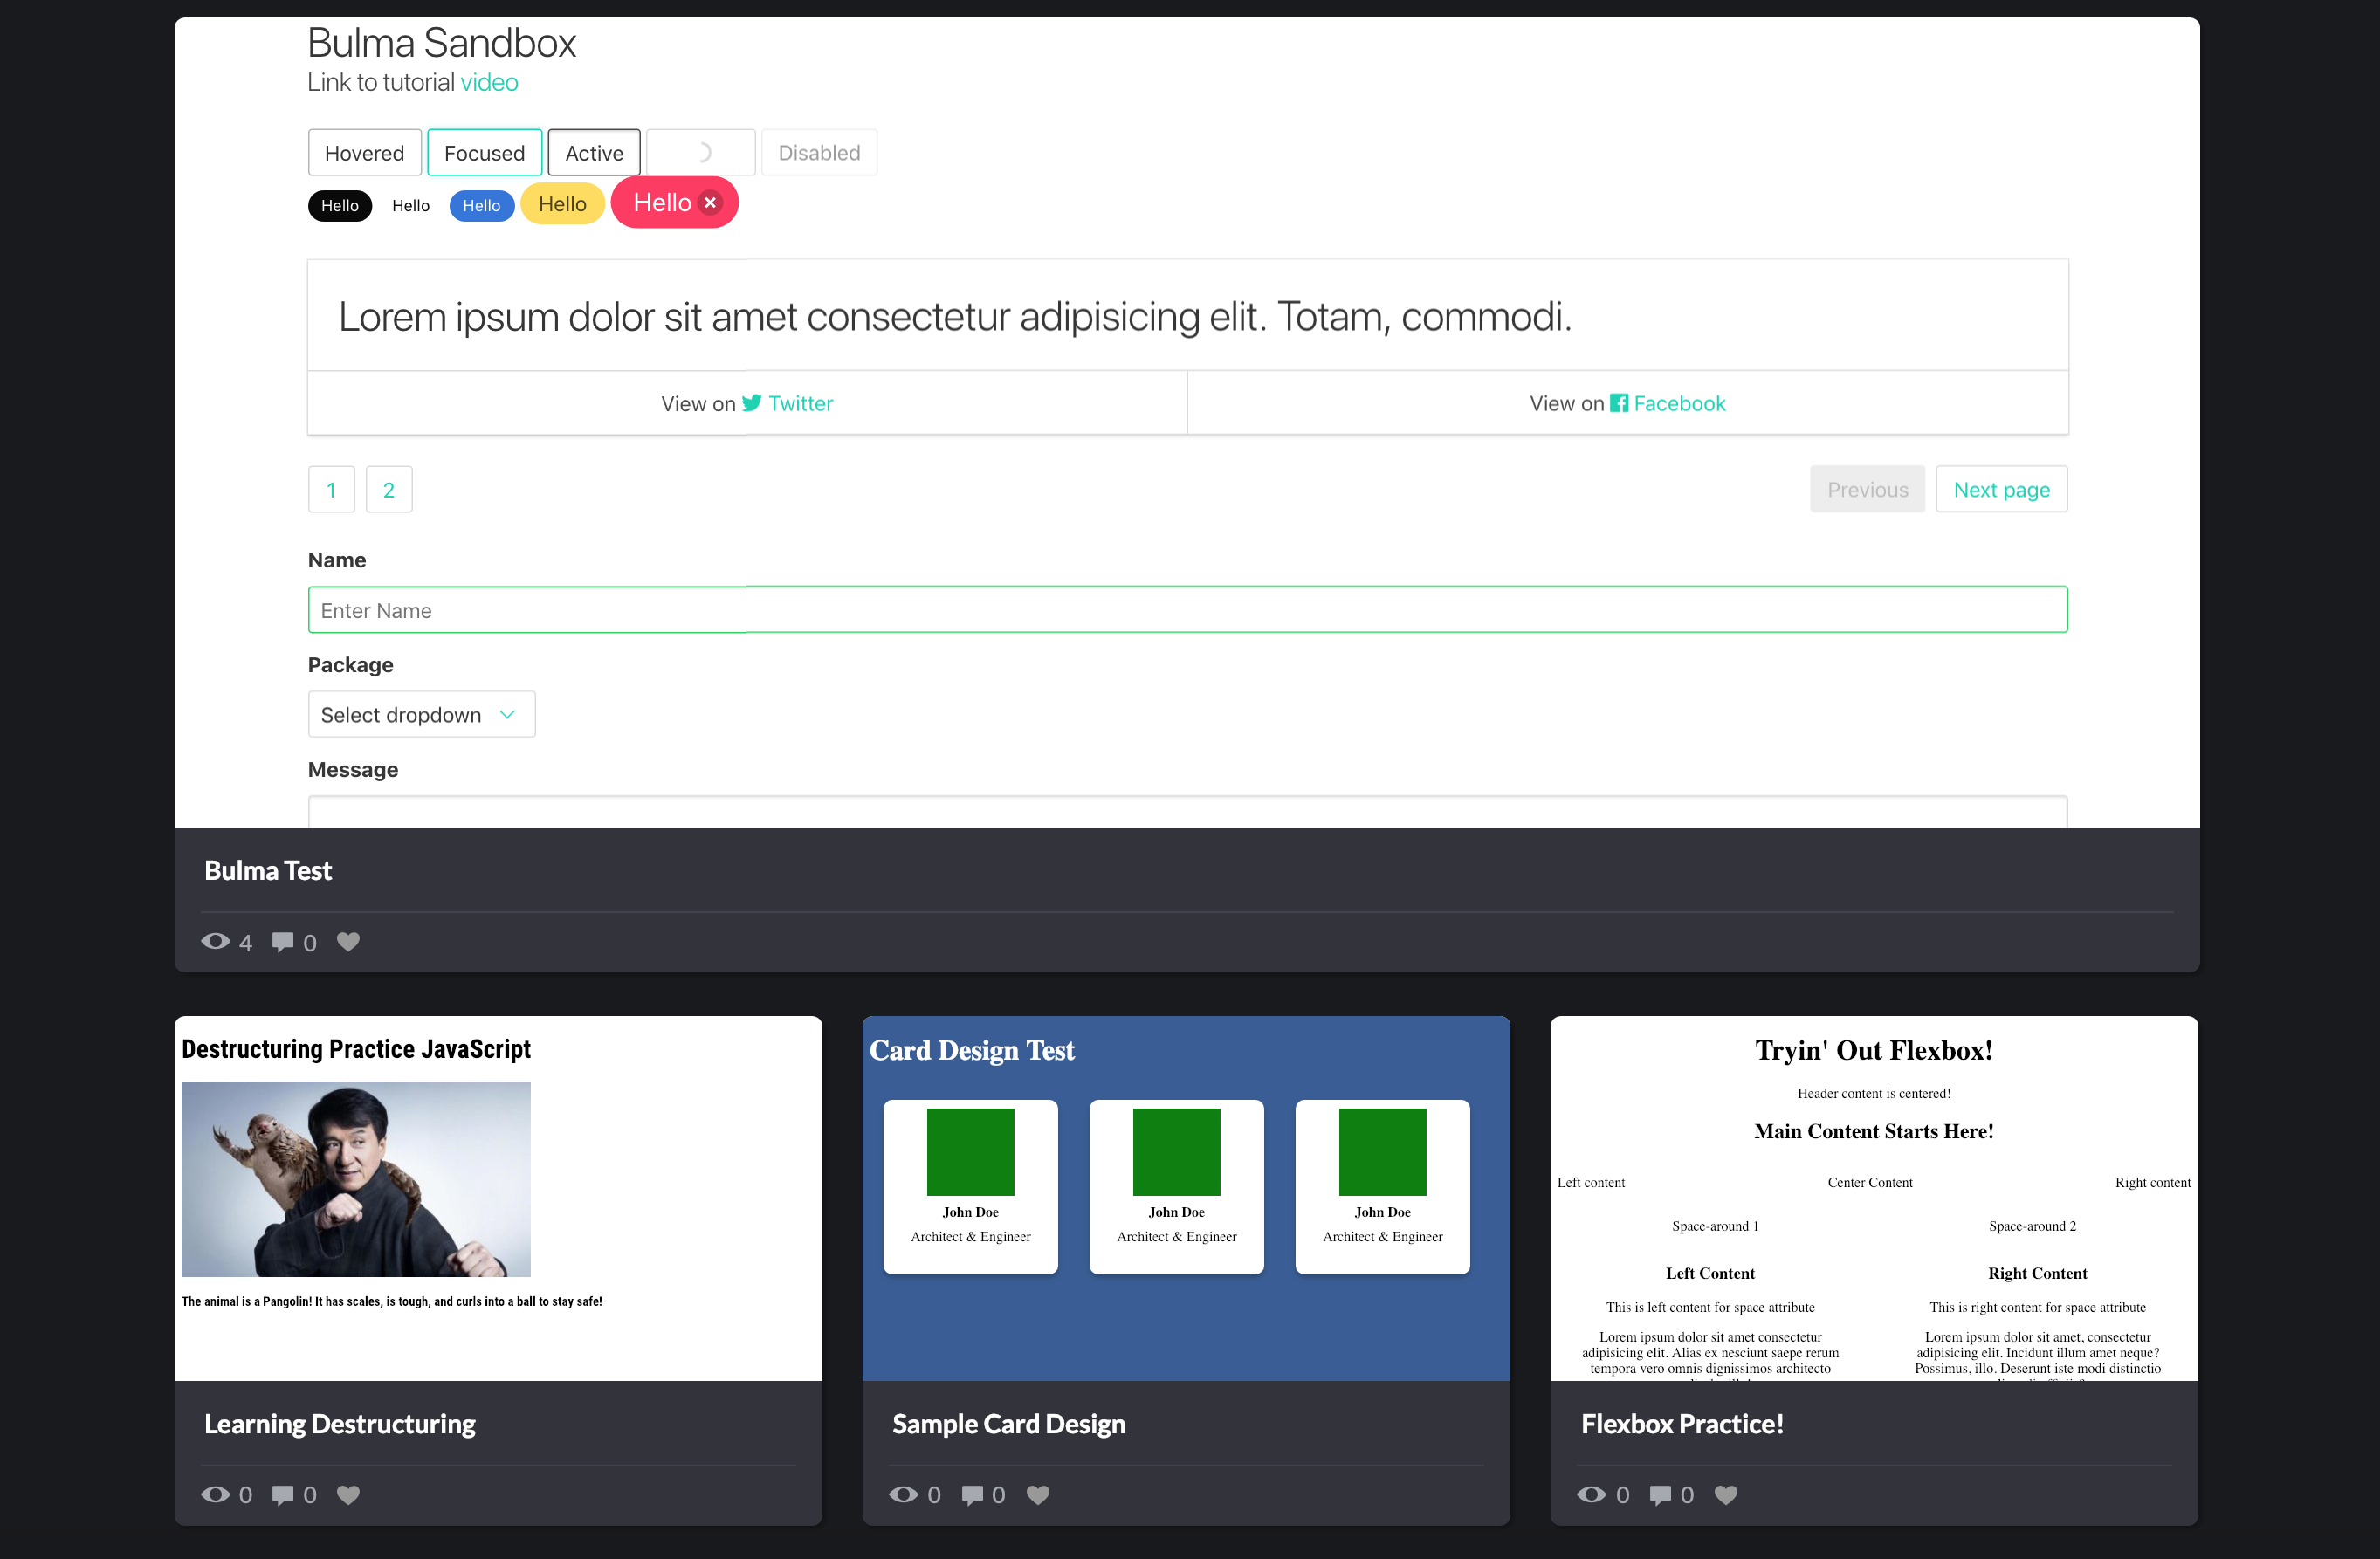 Bulma Sandbox
Link to tutorial video
Hovered Focused Active Disabled
Hello Hello Hello Hello Hello
Lorem ipsum dolor sit amet consectetur adipisicing elit. Totam, commodi.
View on Twitter View on Facebook
1 2 Previous Next page
Name
Enter Name
Package
Select dropdown
Message
Bulma Test
4 0
Destructuring Practice JavaScript
The animal is a Pangolin! It has scales, is tough, and curls into a ball to stay safe!
Learning Destructuring
0 0
Card Design Test
John Doe John Doe John Doe
Architect & Engineer Architect & Engineer Architect & Engineer
Sample Card Design
0 0
Tryin' Out Flexbox!
Header content is centered!
Main Content Starts Here!
Left content Center Content Right content
Space-around 1 Space-around 2
Left Content Right Content
This is left content for space attribute This is right content for space attribute
Lorem ipsum dolor sit amet consectetur Lorem ipsum dolor sit amet, consectetur
adipisicing elit. Alias ex nesciunt saepe rerum adipisicing elit. Incidunt illum amet neque?
tempora vero omnis dignissimos architecto Possimus, illo. Deserunt iste modi distinctio
Flexbox Practice!
0 0